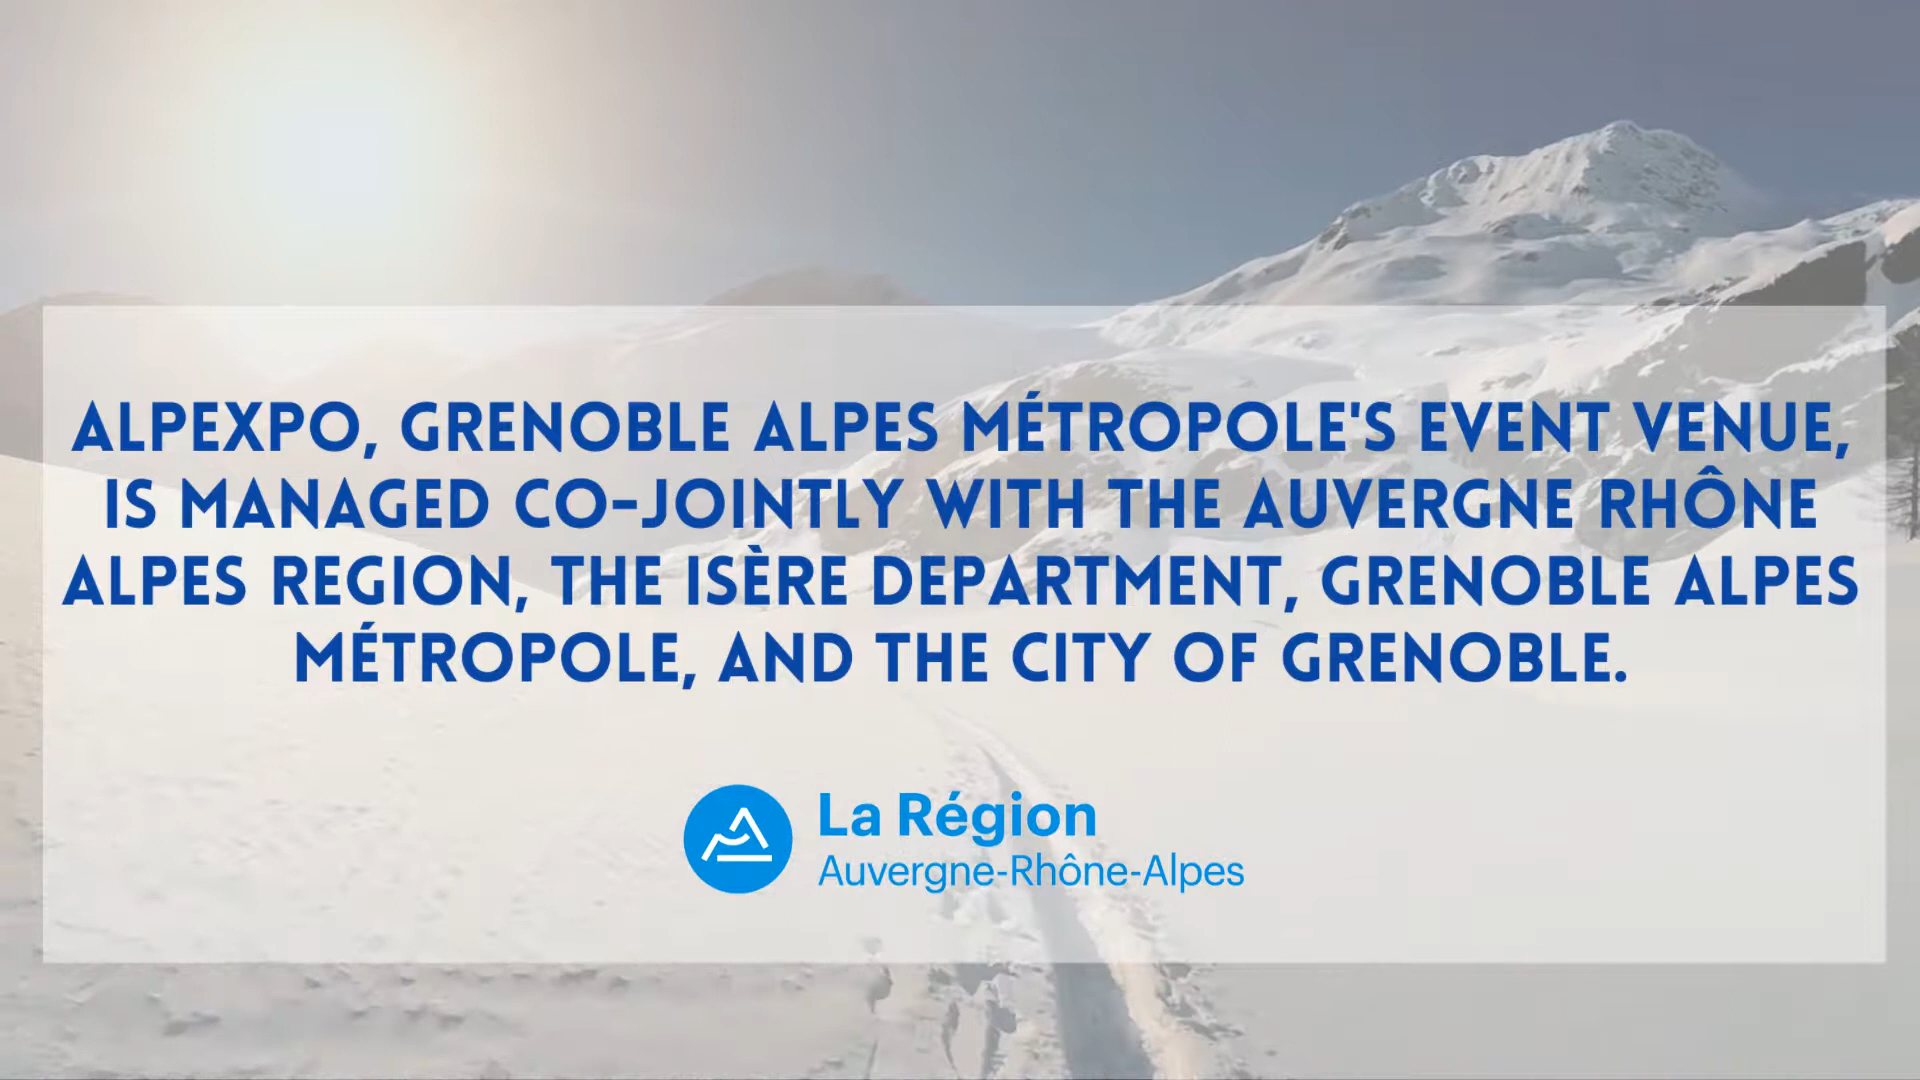 ALPEXPO, GRENOBLE ALPES MÉTROPOLE'S EVENT VENUE,
IS MANAGED CO-JOINTLY WITH THE AUVERGNE RHÔNE
ALPES REGION, THE ISÈRE DEPARTMENT, GRENOBLE ALPES
MÉTROPOLE, AND THE CITY OF GRENOBLE.
La Région
Auvergne-Rhône-Alpes